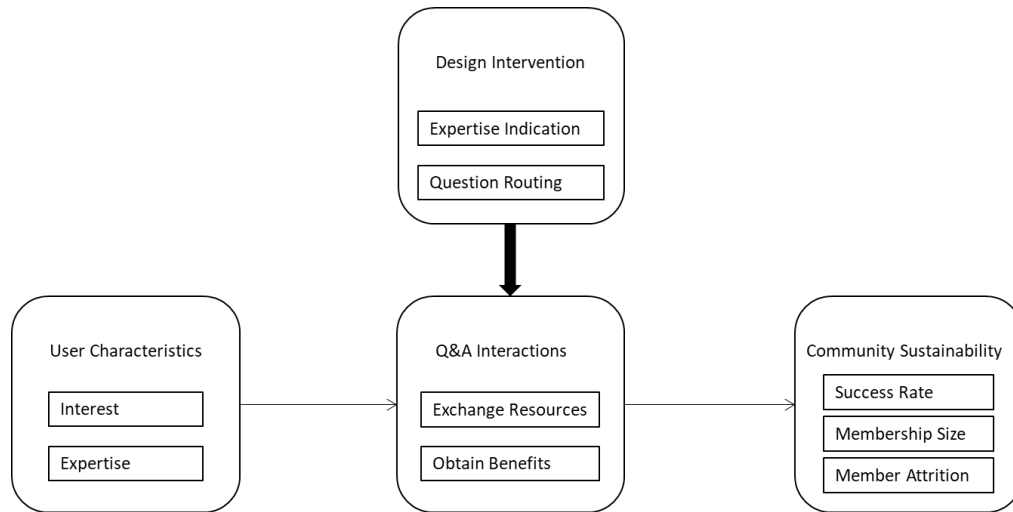 Design Intervention
Expertise Indication
Question Routing
User Characteristics
Interest
Expertise
Q&A Interactions
Exchange Resources
Obtain Benefits
Community Sustainability
Success Rate
Membership Size
Member Attrition